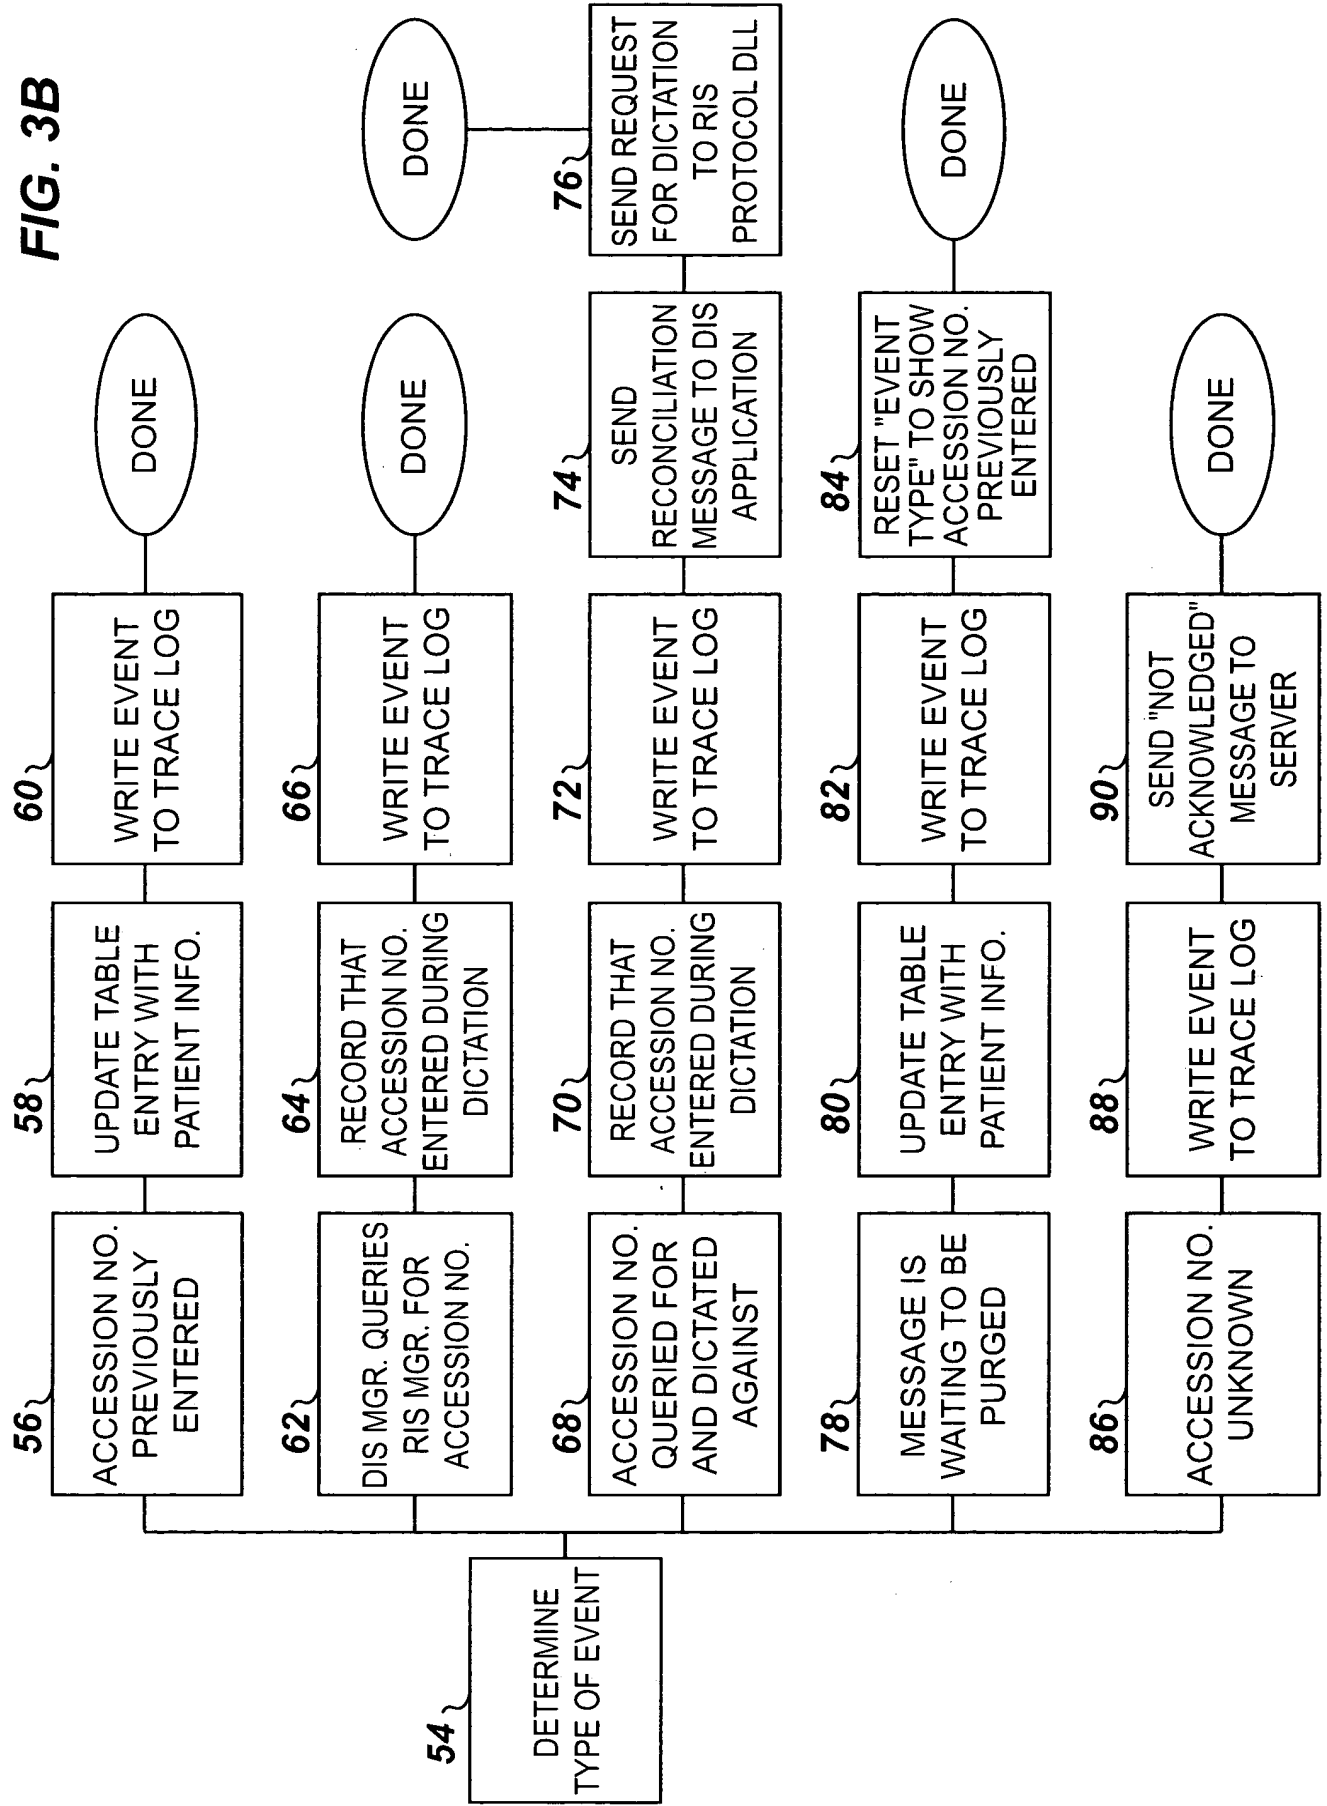 FIG. 3B
54
DETERMINE
TYPE OF EVENT
56
ACCESSION NO.
PREVIOUSLY
ENTERED
58
UPDATE TABLE
ENTRY WITH
PATIENT INFO.
60
WRITE EVENT
TO TRACE LOG
DONE
62
DIS MGR. QUERIES
RIS MGR. FOR
ACCESSION NO.
64
RECORD THAT
ACCESSION NO.
ENTERED DURING
DICTATION
66
WRITE EVENT
TO TRACE LOG
DONE
68
ACCESSION NO.
QUERIED FOR
AND DICTATED
AGAINST
70
RECORD THAT
ACCESSION NO.
ENTERED DURING
DICTATION
72
WRITE EVENT
TO TRACE LOG
74
SEND
RECONCILIATION
MESSAGE TO DIS
APPLICATION
76
SEND REQUEST
FOR DICTATION
TO RIS
PROTOCOL DLL
DONE
78
MESSAGE IS
WAITING TO BE
PURGED
80
UPDATE TABLE
ENTRY WITH
PATIENT INFO.
82
WRITE EVENT
TO TRACE LOG
84
RESET "EVENT
TYPE" TO SHOW
ACCESSION NO.
PREVIOUSLY
ENTERED
DONE
86
ACCESSION NO.
UNKNOWN
88
WRITE EVENT
TO TRACE LOG
90
SEND "NOT
ACKNOWLEDGED"
MESSAGE TO
SERVER
DONE